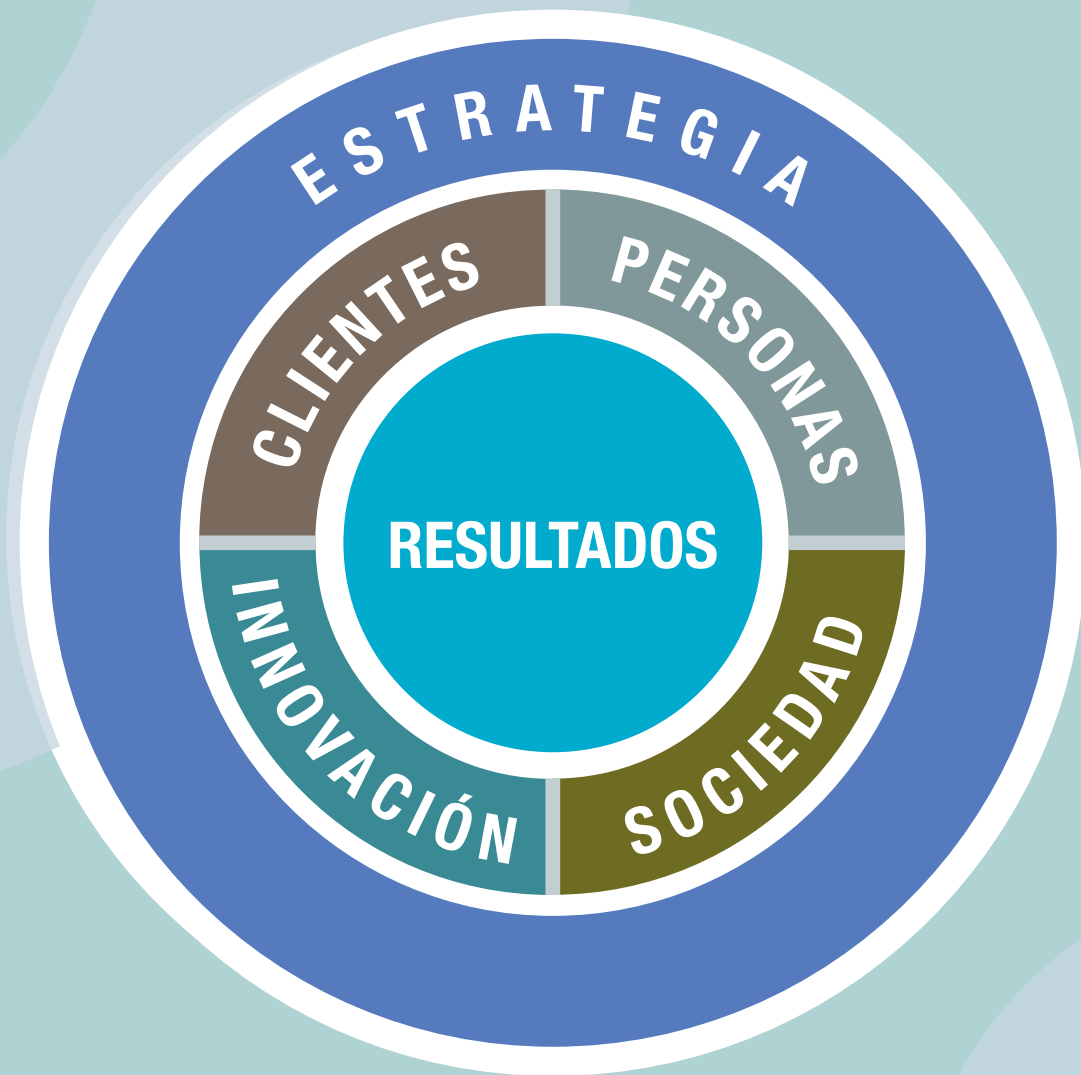 ESTRATEGIA
CLIENTES
PERSONAS
RESULTADOS
INNOVACIÓN
SOCIEDAD